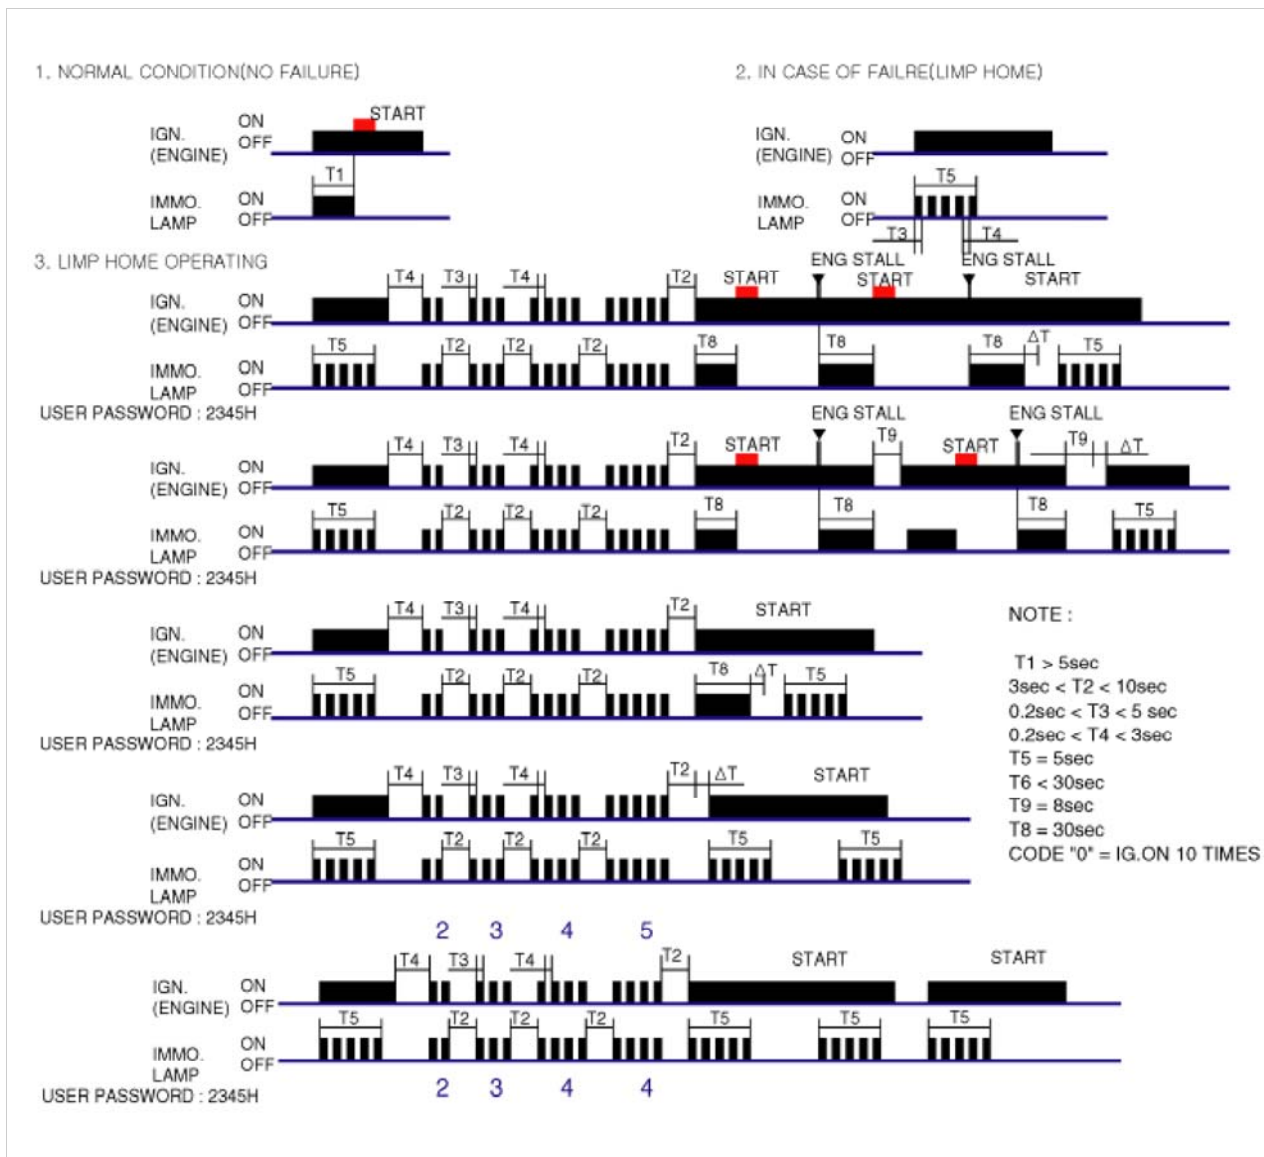 1. NORMAL CONDITION(NO FAILURE)
2. IN CASE OF FAILRE(LIMP HOME)
START
IGN. ON
(ENGINE) OFF
T1
IMMO. ON
LAMP OFF
IGN. ON
(ENGINE) OFF
T5
IMMO. ON
LAMP OFF
T3 T4
3. LIMP HOME OPERATING
ENG STALL ENG STALL
T4 T3 T4 T2 START START START
IGN. ON
(ENGINE) OFF
T5 T2 T2 T2 T8 T8 T8 ΔT T5
IMMO. ON
LAMP OFF
USER PASSWORD : 2345H
ENG STALL ENG STALL
T4 T3 T4 T2 START T9 START T9 ΔT
IGN. ON
(ENGINE) OFF
T5 T2 T2 T2 T8 T8 T8 T5
IMMO. ON
LAMP OFF
USER PASSWORD : 2345H
T4 T3 T4 T2 START
IGN. ON
(ENGINE) OFF
T5 T2 T2 T2 T8 ΔT T5
IMMO. ON
LAMP OFF
USER PASSWORD : 2345H
T4 T3 T4 T2 ΔT START
IGN. ON
(ENGINE) OFF
T5 T2 T2 T2 T5 T5
IMMO. ON
LAMP OFF
USER PASSWORD : 2345H
2 3 4 5
T4 T3 T4 T2 START START
IGN. ON
(ENGINE) OFF
T5 T2 T2 T2 T5 T5 T5
IMMO. ON
LAMP OFF
USER PASSWORD : 2345H
2 3 4 4
NOTE :
T1 > 5sec
3sec < T2 < 10sec
0.2sec < T3 < 5 sec
0.2sec < T4 < 3sec
T5 = 5sec
T6 < 30sec
T9 = 8sec
T8 = 30sec
CODE "0" = IG.ON 10 TIMES